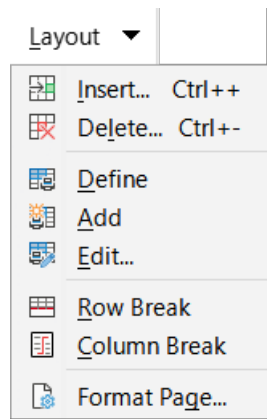 Layout
Insert... Ctrl++
Delete... Ctrl+-
Define
Add
Edit...
Row Break
Column Break
Format Page...